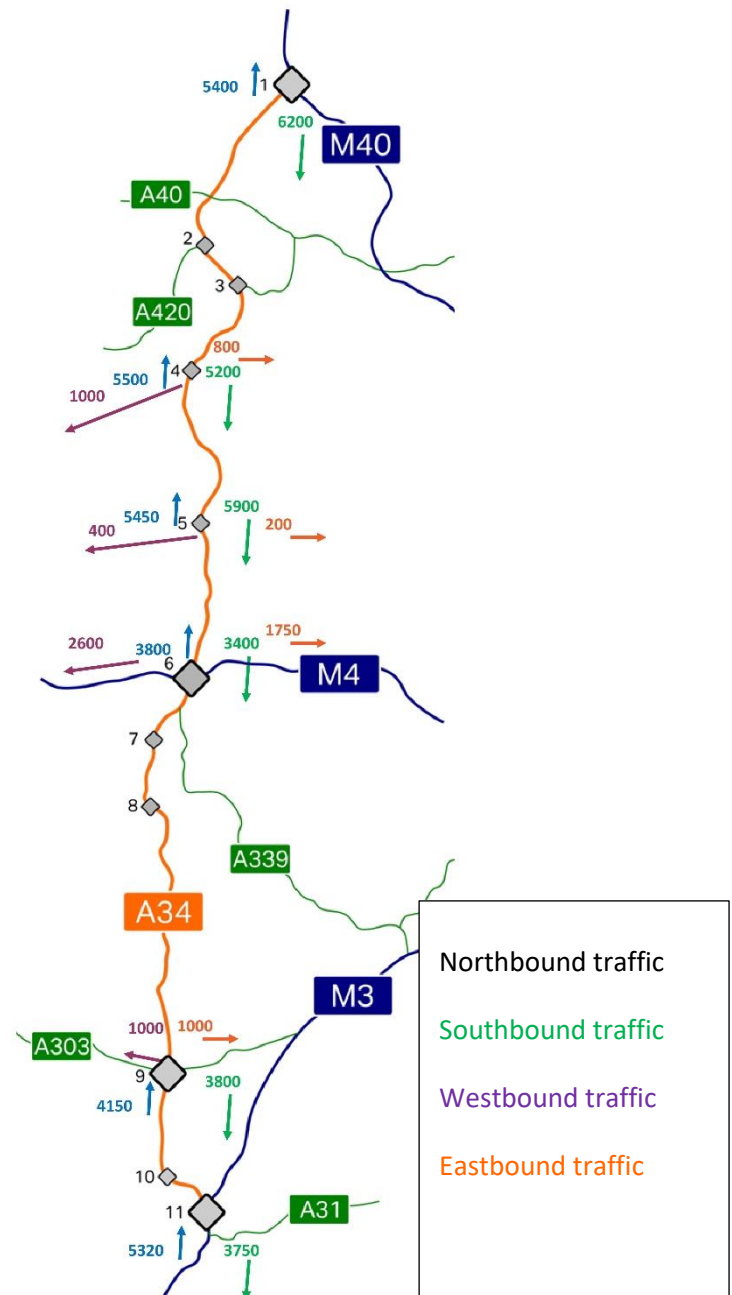 5400
1
6200
M40
A40
2
3
A420
800
4
5500
5200
1000
5900
5450
5
200
400
1750
2600
3800
3400
6
M4
7
8
A339
A34
Northbound traffic
M3
Southbound traffic
1000
1000
A303
9
3800
4150
Westbound traffic
Eastbound traffic
10
11
A31
5320
3750